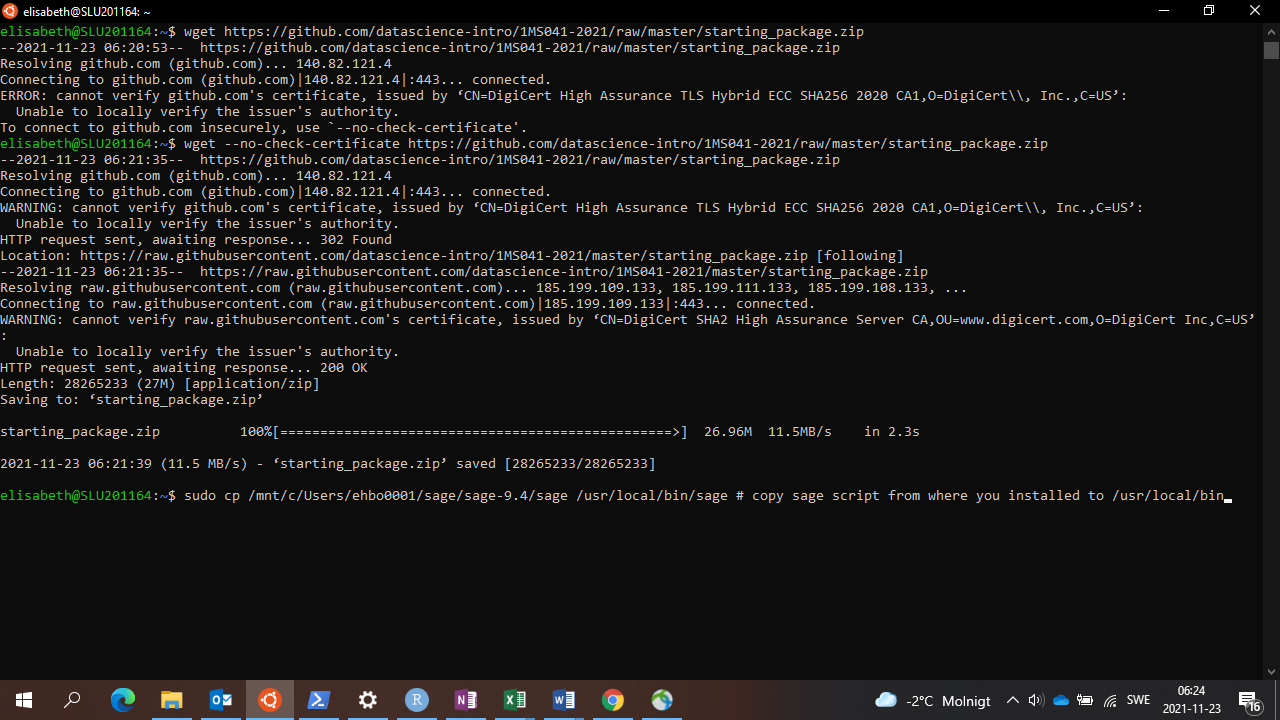 elisabeth@SLU201164: ~
elisabeth@SLU201164:~$ wget https://github.com/datascience-intro/1MS041-2021/raw/master/starting_package.zip
--2021-11-23 06:20:53--  https://github.com/datascience-intro/1MS041-2021/raw/master/starting_package.zip
Resolving github.com (github.com)... 140.82.121.4
Connecting to github.com (github.com)|140.82.121.4|:443... connected.
ERROR: cannot verify github.com's certificate, issued by ‘CN=DigiCert High Assurance TLS Hybrid ECC SHA256 2020 CA1,O=DigiCert\\, Inc.,C=US’:
  Unable to locally verify the issuer's authority.
To connect to github.com insecurely, use `--no-check-certificate'.
elisabeth@SLU201164:~$ wget --no-check-certificate https://github.com/datascience-intro/1MS041-2021/raw/master/starting_package.zip
--2021-11-23 06:21:35--  https://github.com/datascience-intro/1MS041-2021/raw/master/starting_package.zip
Resolving github.com (github.com)... 140.82.121.4
Connecting to github.com (github.com)|140.82.121.4|:443... connected.
WARNING: cannot verify github.com's certificate, issued by ‘CN=DigiCert High Assurance TLS Hybrid ECC SHA256 2020 CA1,O=DigiCert\\, Inc.,C=US’:
  Unable to locally verify the issuer's authority.
HTTP request sent, awaiting response... 302 Found
Location: https://raw.githubusercontent.com/datascience-intro/1MS041-2021/master/starting_package.zip [following]
--2021-11-23 06:21:35--  https://raw.githubusercontent.com/datascience-intro/1MS041-2021/master/starting_package.zip
Resolving raw.githubusercontent.com (raw.githubusercontent.com)... 185.199.109.133, 185.199.111.133, 185.199.108.133, ...
Connecting to raw.githubusercontent.com (raw.githubusercontent.com)|185.199.109.133|:443... connected.
WARNING: cannot verify raw.githubusercontent.com's certificate, issued by ‘CN=DigiCert SHA2 High Assurance Server CA,OU=www.digicert.com,O=DigiCert Inc,C=US’
:
  Unable to locally verify the issuer's authority.
HTTP request sent, awaiting response... 200 OK
Length: 28265233 (27M) [application/zip]
Saving to: ‘starting_package.zip’
starting_package.zip          100%[=================================================>]  26.96M  11.5MB/s    in 2.3s
2021-11-23 06:21:39 (11.5 MB/s) - ‘starting_package.zip’ saved [28265233/28265233]
elisabeth@SLU201164:~$ sudo cp /mnt/c/Users/ehbo0001/sage/sage-9.4/sage /usr/local/bin/sage # copy sage script from where you installed to /usr/local/bin
-2°C Molnigt
SWE
06:24
2021-11-23
16